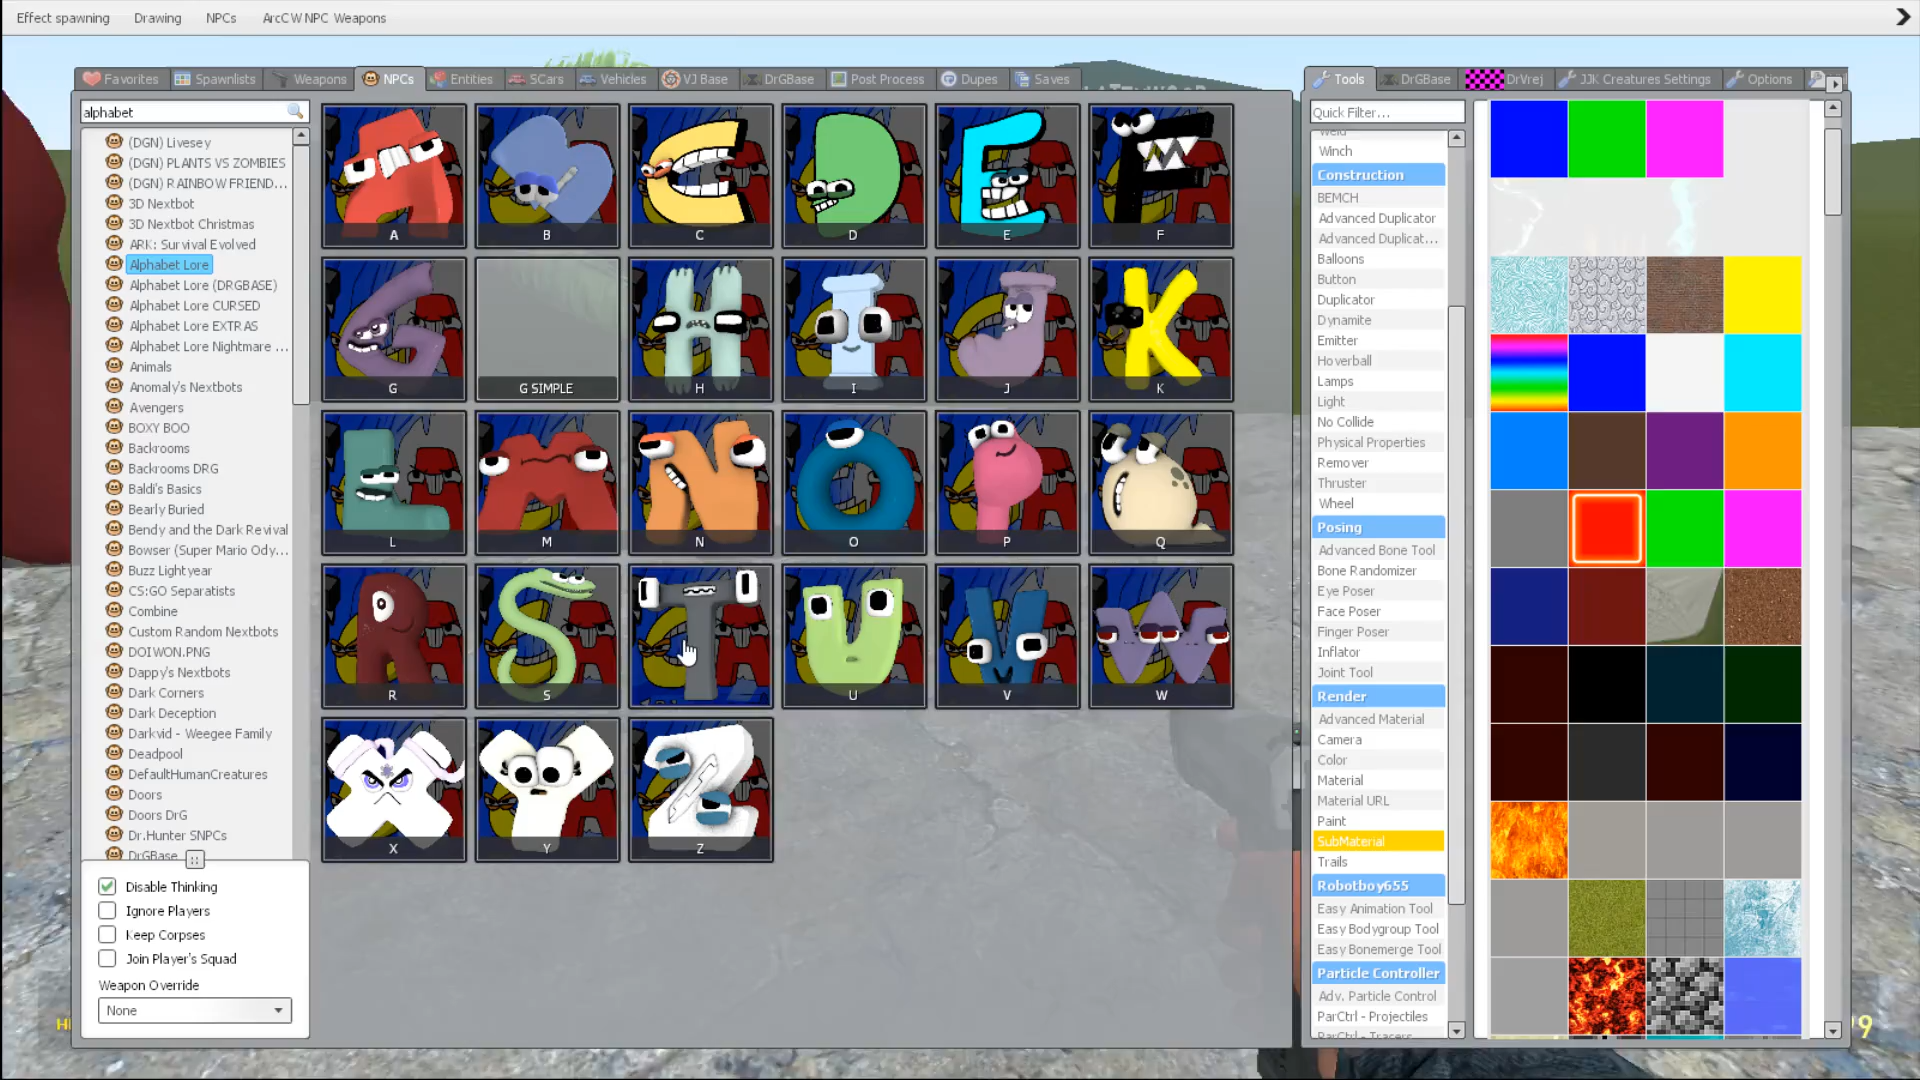 Effect spawning Drawing NPCs ArcCW NPC Weapons
Favorites Spawnlists Weapons NPCs Entities SCars Vehicles VJ Base DrGBase Post Process Dupes Saves
Tools DrGBase DrVrej JJK Creatures Settings Options
alphabet
(DGN) Livesey
(DGN) PLANTS VS ZOMBIES
(DGN) RAINBOW FRIEND...
3D Nextbot
3D Nextbot Christmas
ARK: Survival Evolved
Alphabet Lore
Alphabet Lore (DRGBASE)
Alphabet Lore CURSED
Alphabet Lore EXTRAS
Alphabet Lore Nightmare ...
Animals
Anomaly's Nextbots
Avengers
BOXY BOO
Backrooms
Backrooms DRG
Baldi's Basics
Bearly Buried
Bendy and the Dark Revival
Bowser (Super Mario Ody...
Buzz Lightyear
CS:GO Separatists
Combine
Custom Random Nextbots
DOIWON.PNG
Dappy's Nextbots
Dark Corners
Dark Deception
Darkvid - Weegee Family
Deadpool
DefaultHumanCreatures
Doors
Doors DrG
Dr.Hunter SNPCs
DrGBase
Disable Thinking
Ignore Players
Keep Corpses
Join Player's Squad
Weapon Override
None
A B C D E F
G G SIMPLE H I J K
L M N O P Q
R S T U V W
X Y Z
Quick Filter...
Weld
Winch
Construction
BEMCH
Advanced Duplicator
Advanced Duplicat...
Balloons
Button
Duplicator
Dynamite
Emitter
Hoverball
Lamps
Light
No Collide
Physical Properties
Remover
Thruster
Wheel
Posing
Advanced Bone Tool
Bone Randomizer
Eye Poser
Face Poser
Finger Poser
Inflator
Joint Tool
Render
Advanced Material
Camera
Color
Material
Material URL
Paint
SubMaterial
Trails
Robotboy655
Easy Animation Tool
Easy Bodygroup Tool
Easy Bonemerge Tool
Particle Controller
Adv. Particle Control
ParCtrl - Projectiles
ParCtrl - Tracers